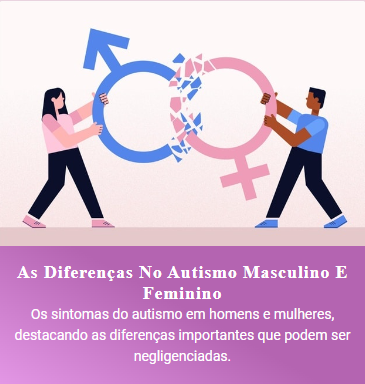 As Diferenças No Autismo Masculino E
Feminino
Os sintomas do autismo em homens e mulheres,
destacando as diferenças importantes que podem ser
negligenciadas.